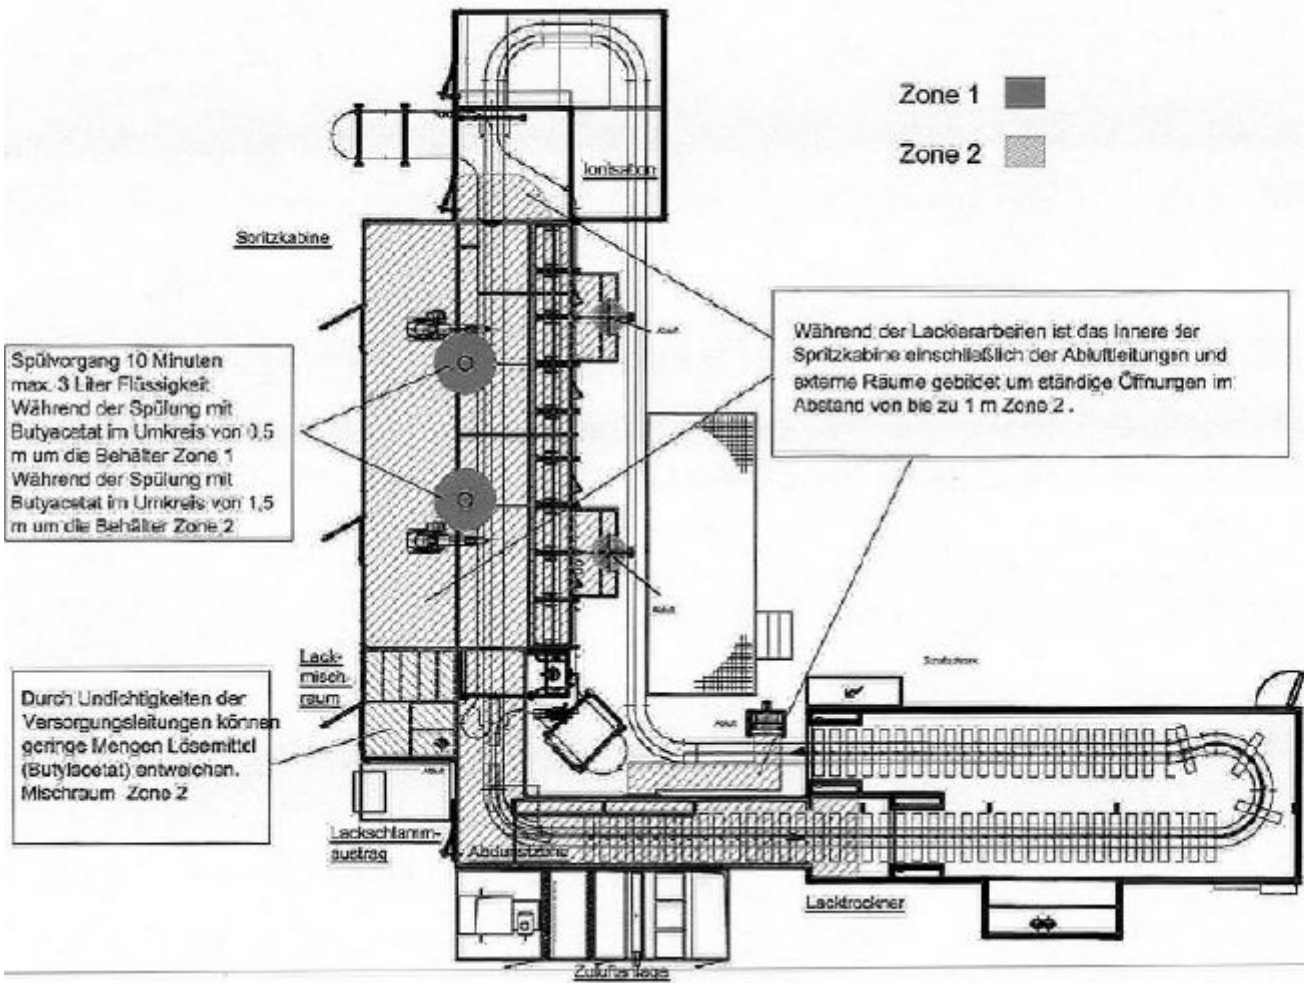 Zone 1
Zone 2
Ionisation
Spritzkabine
Abluft
Während der Lackierarbeiten ist das Innere der
Spritzkabine einschließlich der Abluftleitungen und
externe Räume gebildet um ständige Öffnungen im
Abstand von bis zu 1 m Zone 2 .
Spülvorgang 10 Minuten
max. 3 Liter Flüssigkeit
Während der Spülung mit
Butyacetat im Umkreis von 0,5
m um die Behälter Zone 1
Während der Spülung mit
Butyacetat im Umkreis von 1,5
m um die Behälter Zone 2
Abluft
Lack-
misch
raum
Durch Undichtigkeiten der
Versorgungsleitungen können
geringe Mengen Lösemittel
(Butylacetat) entweichen.
Mischraum Zone 2
Abluft
Abluft
Lackschlamm-
austrag
Lacktrockner
Zuluftanlage